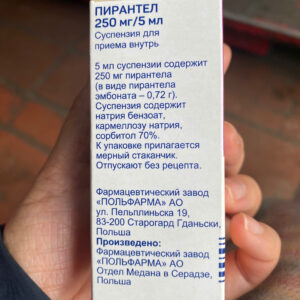 ПИРАНТЕЛ
250 мг/5 мл
Суспензия для
приема внутрь
5 мл суспензии содержит
250 мг пирантела
(в виде пирантела
эмбоната – 0,72 г).
Суспензия содержит
натрия бензоат,
кармеллозу натрия,
сорбитол 70%.
К упаковке прилагается
мерный стаканчик.
Отпускают без рецепта.
Фармацевтический завод
«ПОЛЬФАРМА» АО
ул. Пельплиньска 19,
83-200 Старогард Гданьски,
Польша
Произведено:
Фармацевтический завод
«ПОЛЬФАРМА» АО
Отдел Медана в Серадзе,
Польша